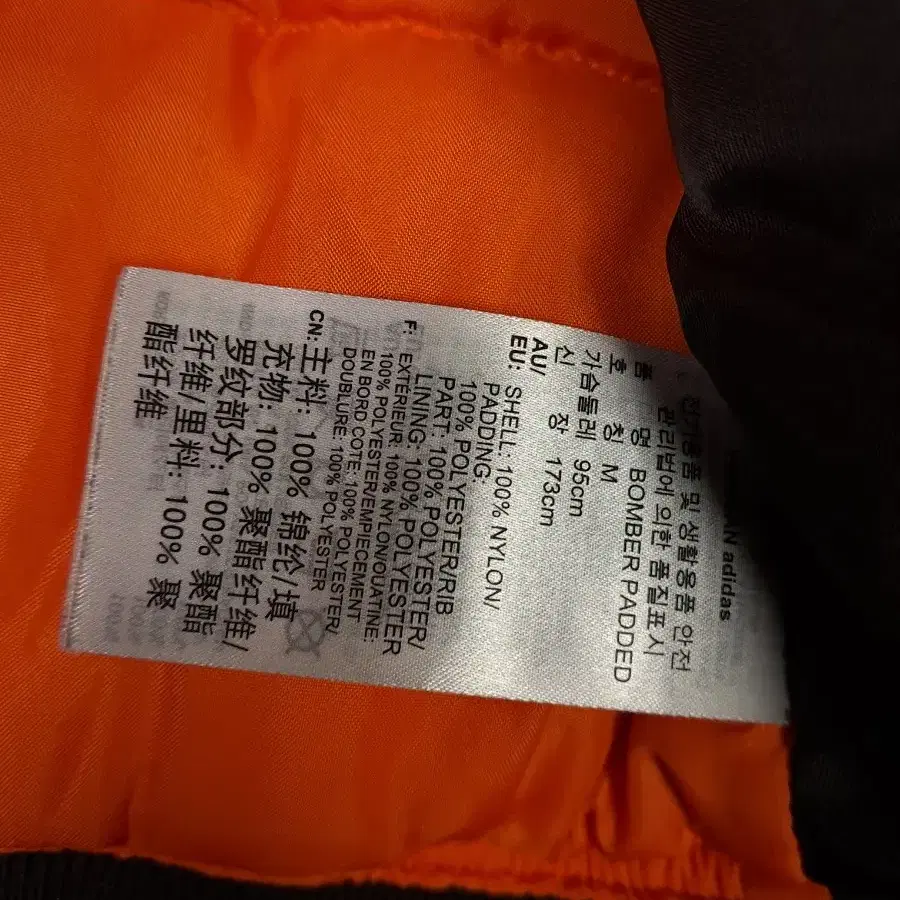 N adidas
전기용품 및 생활용품 안전
관리법에 의한 품질표시
품 명 BOMBER PADDED
호 칭 M
가슴둘레 95cm
신 장 173cm
AU/
EU: SHELL: 100% NYLON/
PADDING:
100% POLYESTER/RIB
PART: 100% POLYESTER/
LINING: 100% POLYESTER
F: EXTÉRIEUR: 100% NYLON/OUATINE:
100% POLYESTER/EMPIECEMENT
EN BORD COTE: 100% POLYESTER/
DOUBLURE: 100% POLYESTER
CN: 主料: 100% 锦纶/填
充物: 100% 聚酯纤维/
罗纹部分: 100% 聚酯
纤维/里料: 100% 聚
酯纤维